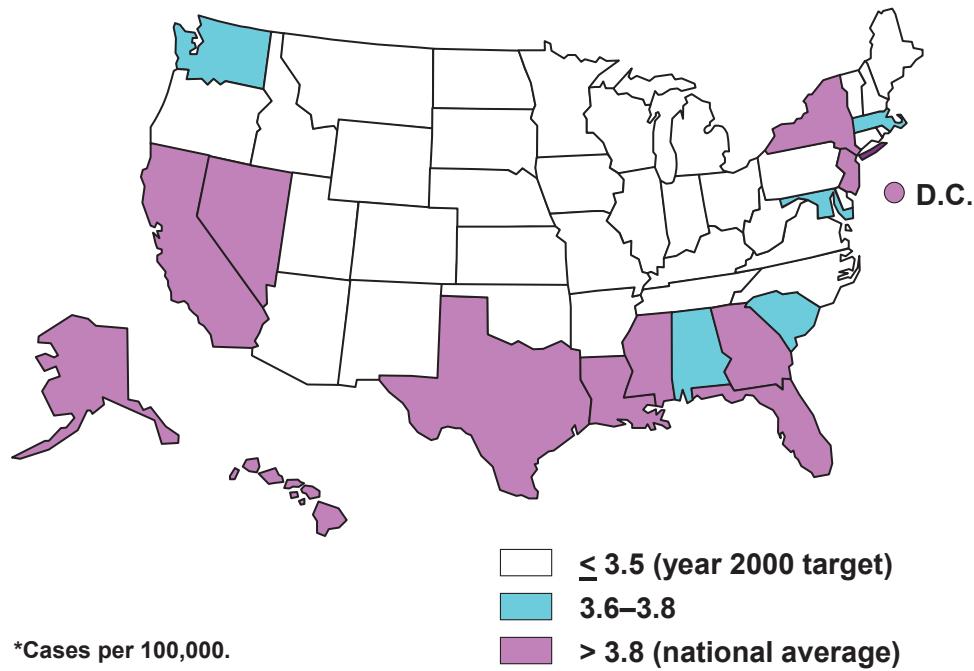 D.C.
≤ 3.5 (year 2000 target)
3.6–3.8
> 3.8 (national average)
*Cases per 100,000.